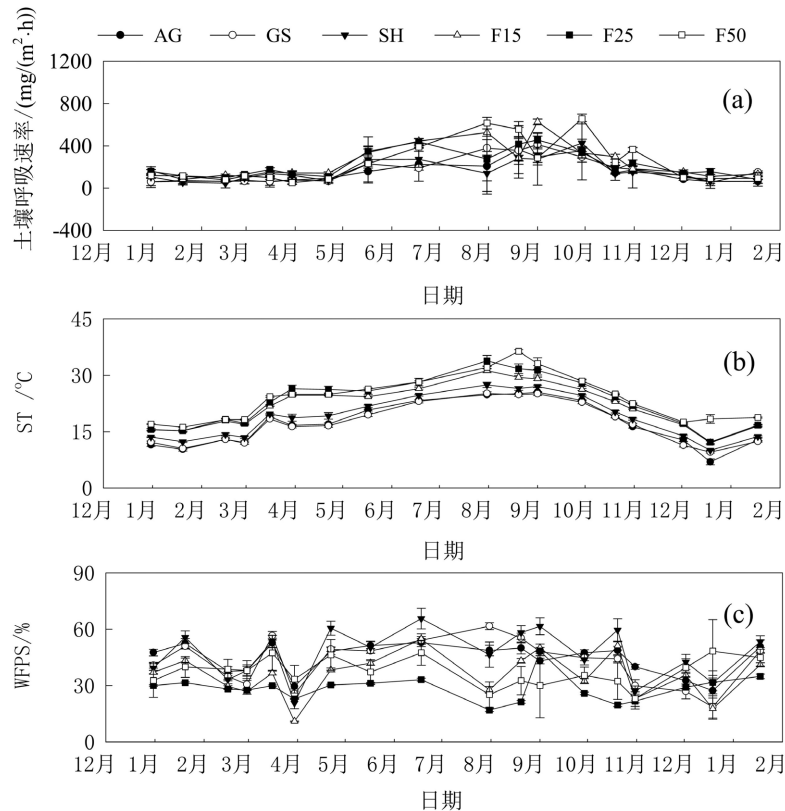 AG GS SH F15 F25 F50
(a)
土壤呼吸速率/(mg/(m²·h)
1200
800
400
0
-400
12月 1月 2月 3月 4月 5月 6月 7月 8月 9月 10月 11月 12月 1月 2月
日期
(b)
ST /℃
45
30
15
0
12月 1月 2月 3月 4月 5月 6月 7月 8月 9月 10月 11月 12月 1月 2月
日期
(c)
WFPS/%
90
60
30
0
12月 1月 2月 3月 4月 5月 6月 7月 8月 9月 10月 11月 12月 1月 2月
日期